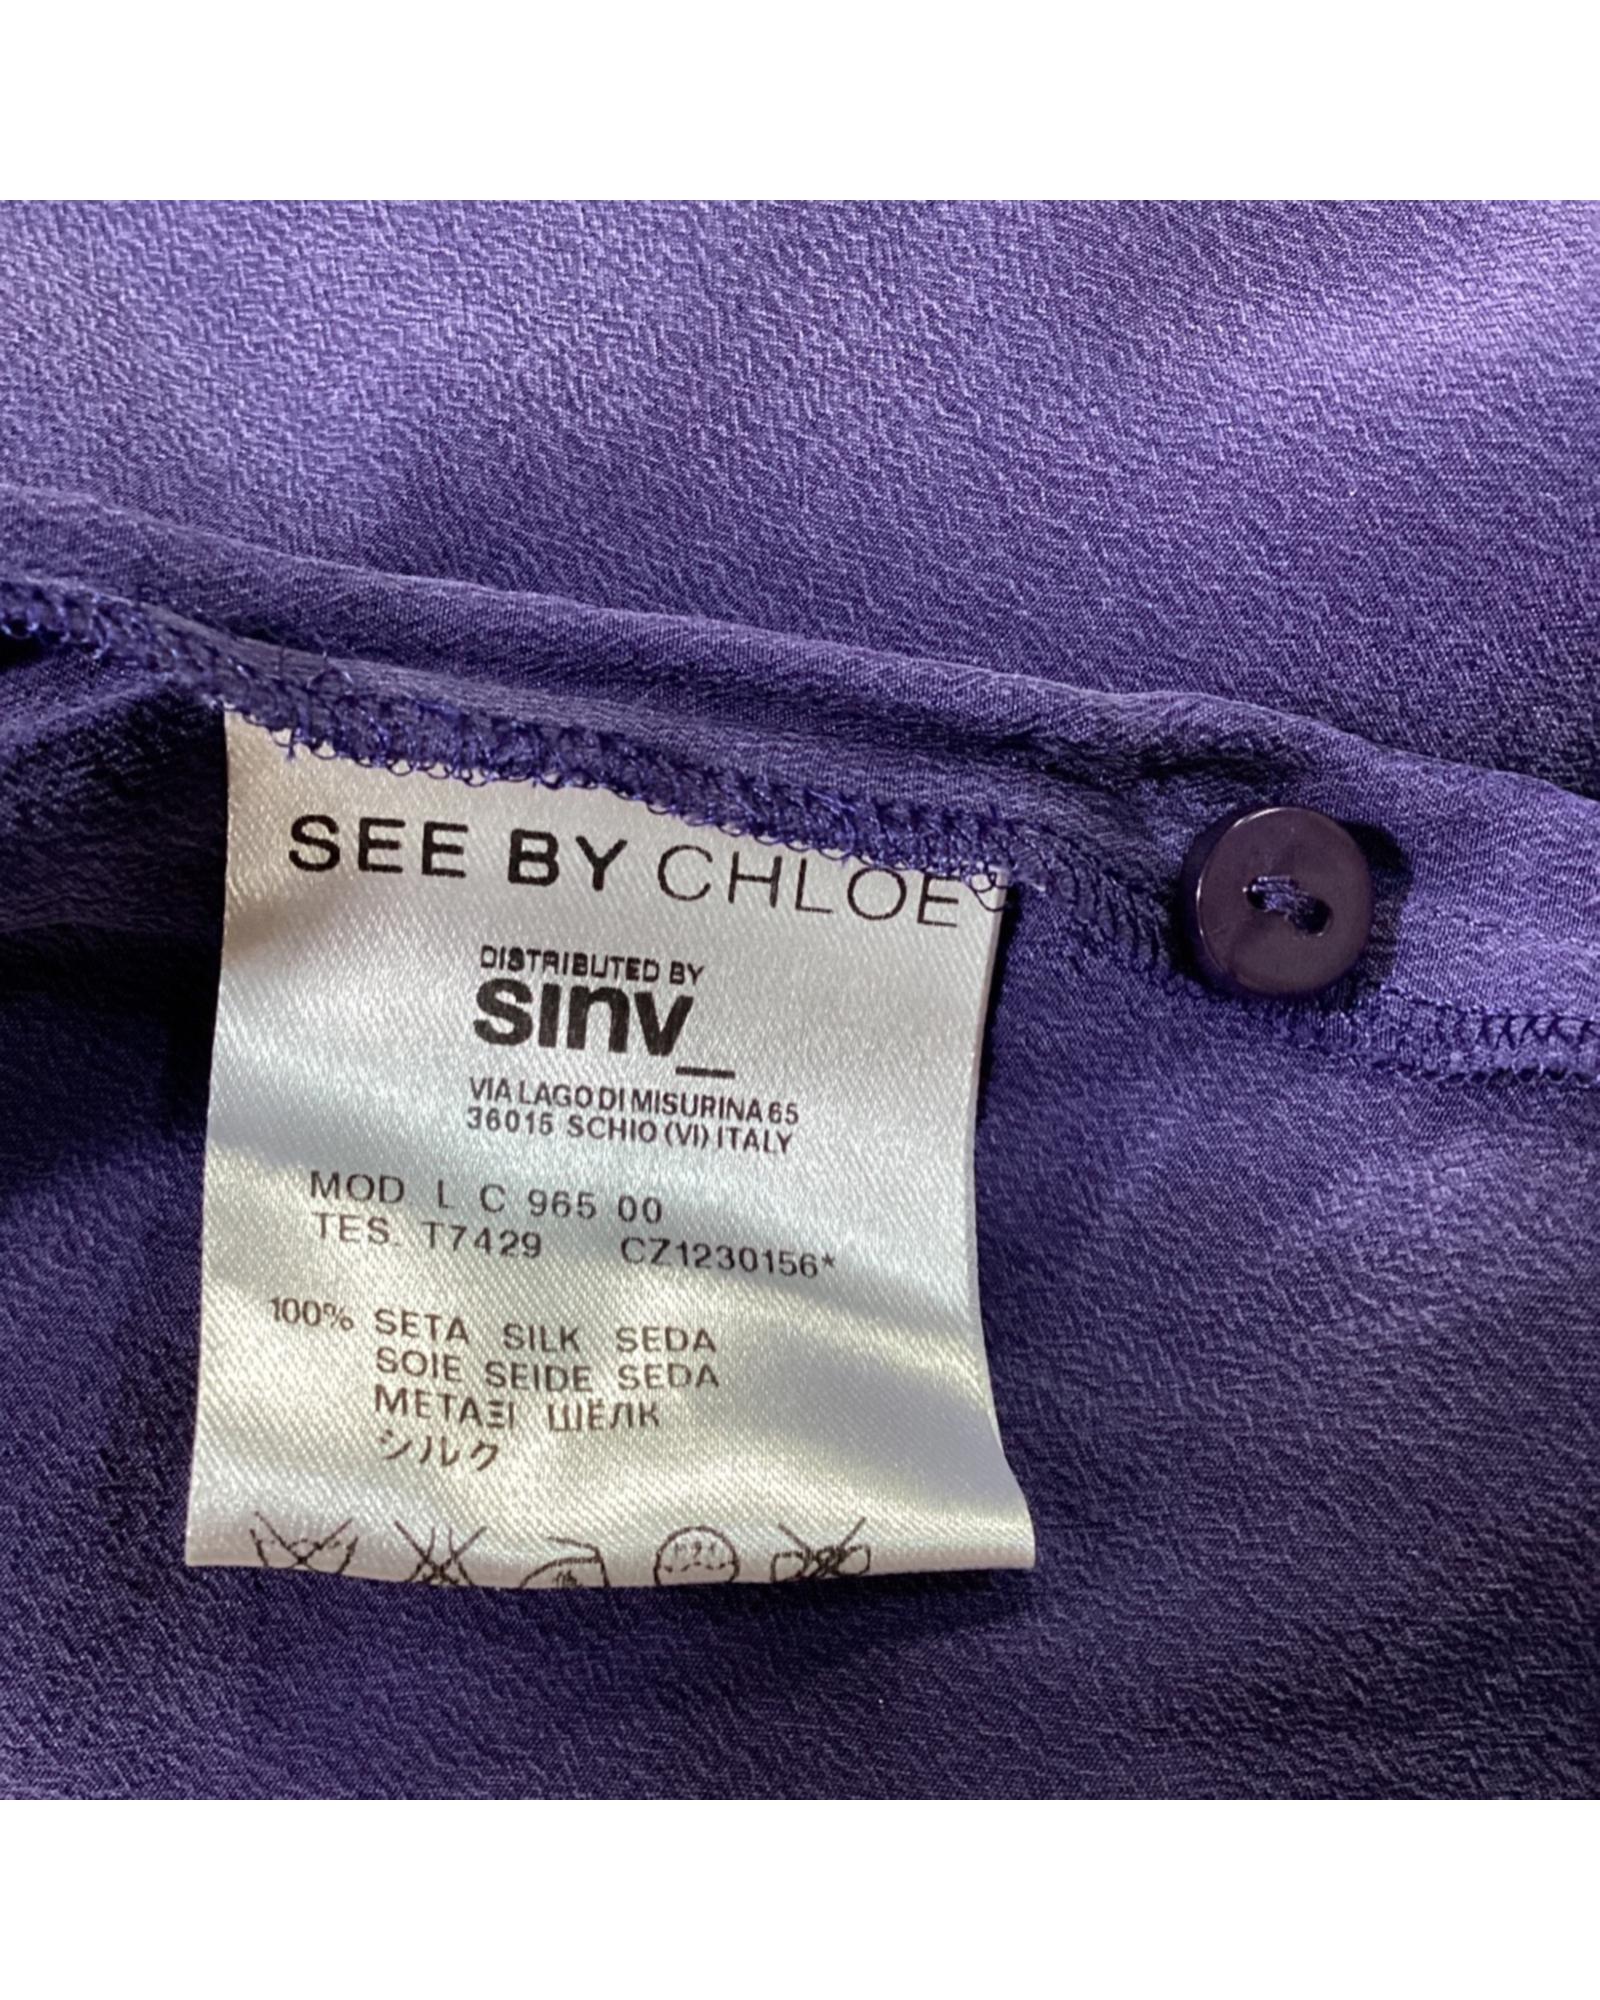 SEE BY CHLOE
DISTRIBUTED BY
sinv_
VIA LAGO DI MISURINA 65
36015 SCHIO (VI) ITALY
MOD. L C 965 00
TES. T7429 CZ1230156*
100% SETA SILK SEDA
SOIE SEIDE SEDA
ΜΕΤΑΞΙ ШЁЛК
シルク